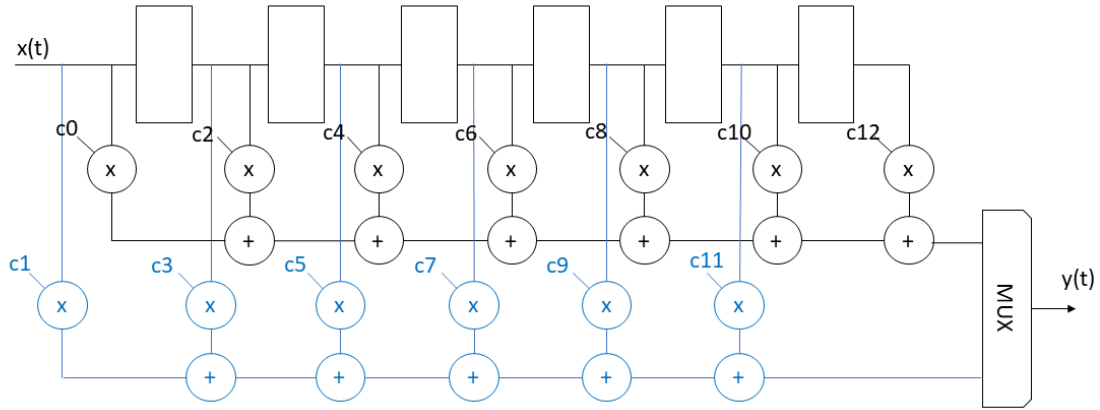 x(t)
c0 c2 c4 c6 c8 c10 c12
x x x x x x x
+ + + + + +
c1 c3 c5 c7 c9 c11
x x x x x x
+ + + + +
MUX
y(t)